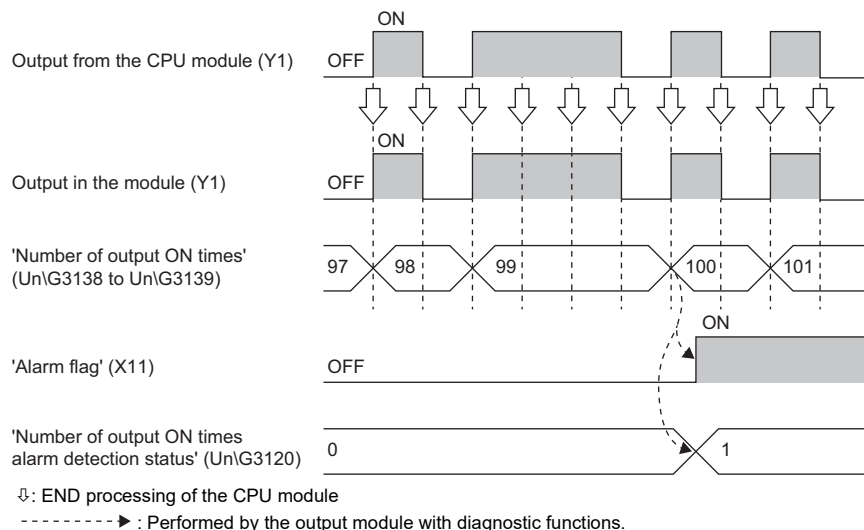 ON
Output from the CPU module (Y1)
OFF
ON
Output in the module (Y1)
OFF
'Number of output ON times'
(Un\G3138 to Un\G3139)
97 98 99 100 101
ON
'Alarm flag' (X11)
OFF
'Number of output ON times
alarm detection status' (Un\G3120)
0 1
⇩: END processing of the CPU module
: Performed by the output module with diagnostic functions.